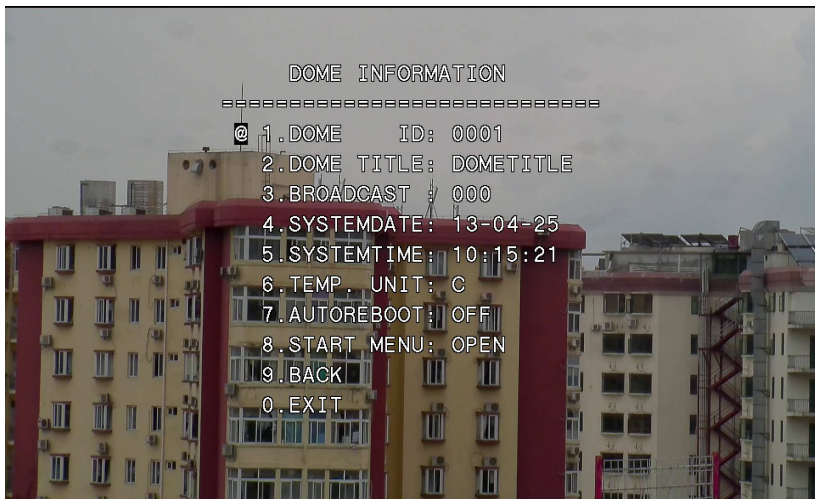 DOME INFORMATION
============================
@ 1.DOME    ID: 0001
2.DOME TITLE: DOMETITLE
3.BROADCAST : 000
4.SYSTEMDATE: 13-04-25
5.SYSTEMTIME: 10:15:21
6.TEMP. UNIT: C
7.AUTOREBOOT: OFF
8.START MENU: OPEN
9.BACK
0.EXIT